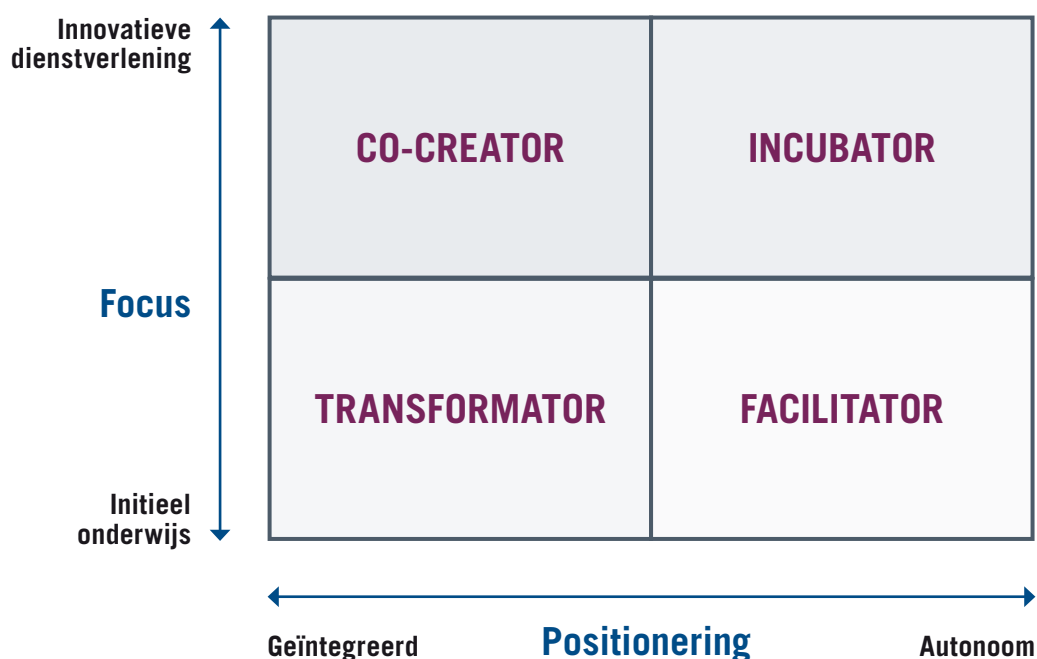 Innovatieve
dienstverlening
CO-CREATOR
INCUBATOR
Focus
TRANSFORMATOR
FACILITATOR
Initieel
onderwijs
Geïntegreerd
Positionering
Autonoom